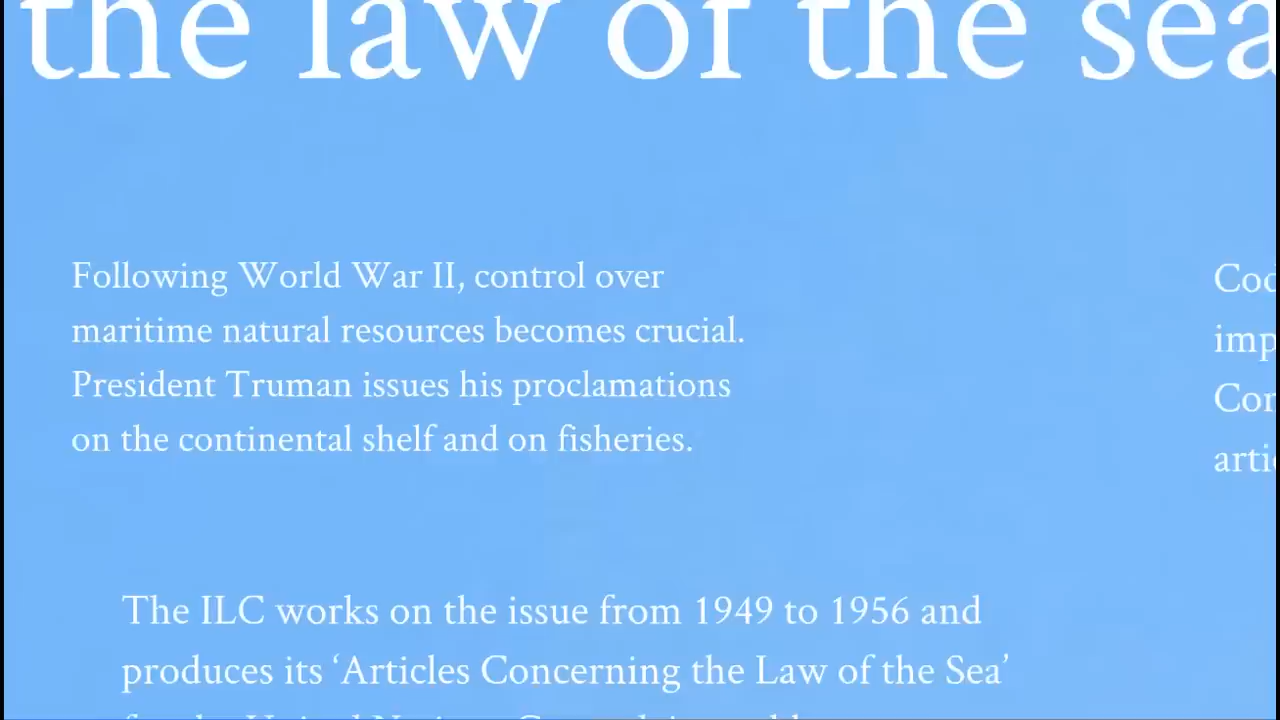 the law of the sea
Following World War II, control over
maritime natural resources becomes crucial.
President Truman issues his proclamations
on the continental shelf and on fisheries.
The ILC works on the issue from 1949 to 1956 and
produces its ‘Articles Concerning the Law of the Sea’